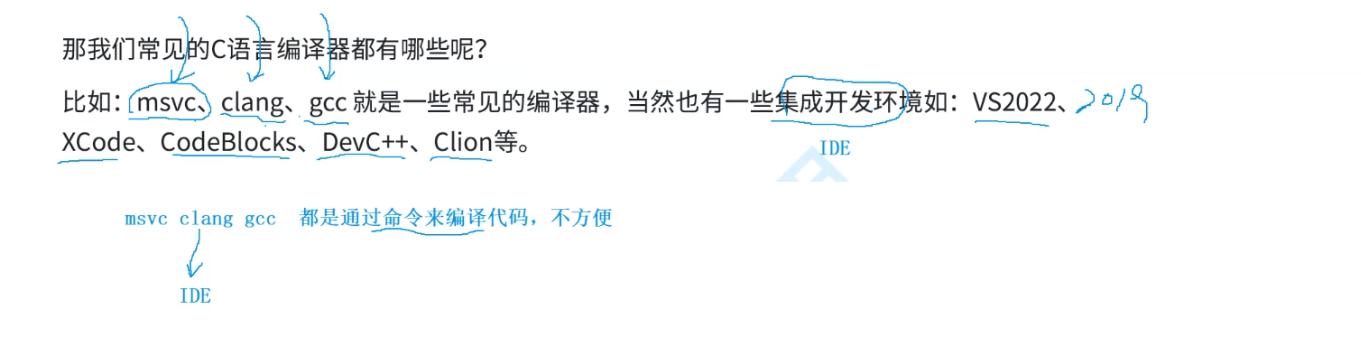 那我们常见的C语言编译器都有哪些呢？
比如：msvc、clang、gcc 就是一些常见的编译器，当然也有一些集成开发环境如：VS2022、2019
XCode、CodeBlocks、DevC++、Clion等。
IDE
msvc clang gcc 都是通过命令来编译代码，不方便
IDE